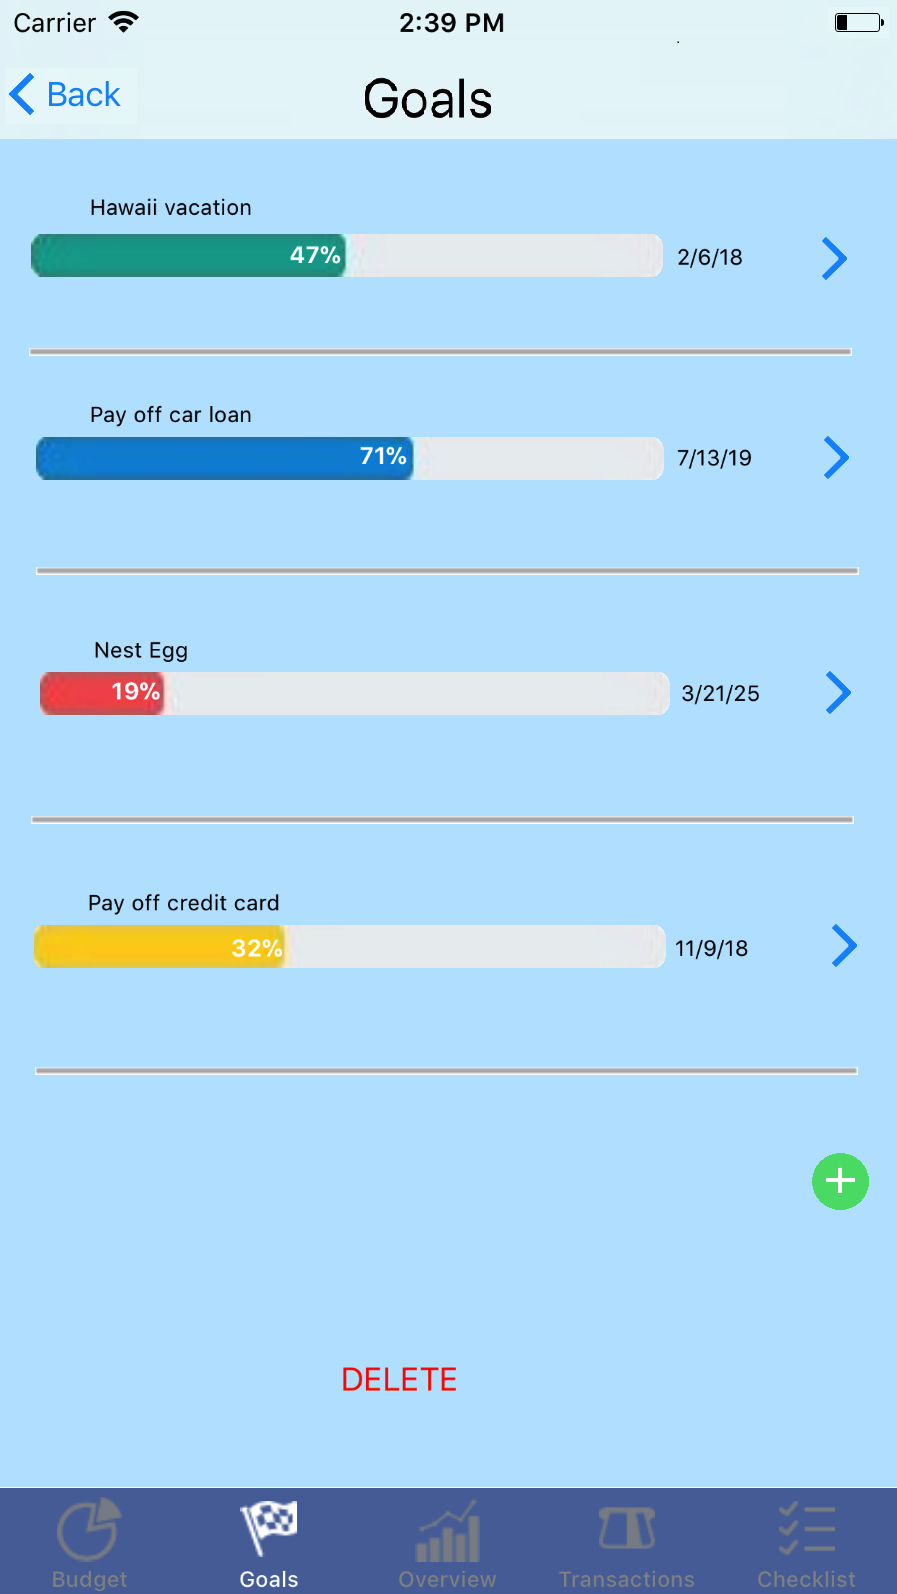 Carrier 2:39 PM
Back Goals
Hawaii vacation
47% 2/6/18
Pay off car loan
71% 7/13/19
Nest Egg
19% 3/21/25
Pay off credit card
32% 11/9/18
DELETE
Budget Goals Overview Transactions Checklist